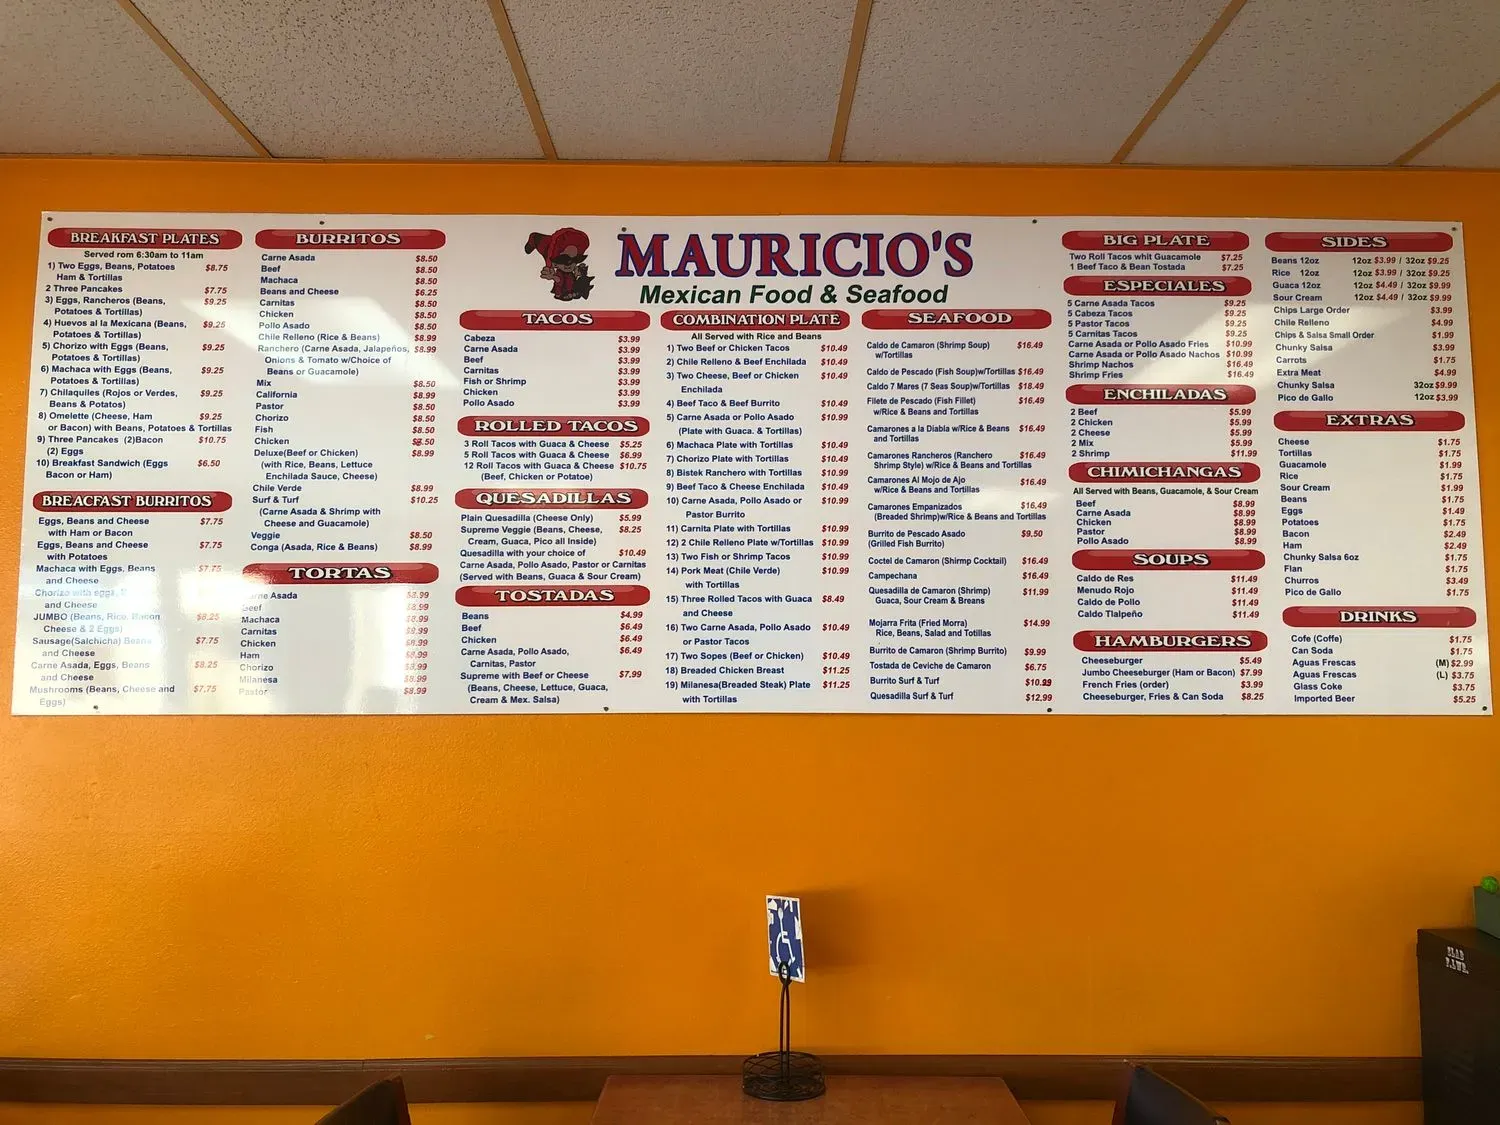 MAURICIO'S
Mexican Food & Seafood
BREAKFAST PLATES
Served rom 6:30am to 11am
1) Two Eggs, Beans, Potatoes $8.75
Ham & Tortillas
2 Three Pancakes $7.75
3) Eggs, Rancheros (Beans, $9.25
Potatoes & Tortillas)
4) Huevos al la Mexicana (Beans, $9.25
Potatoes & Tortillas)
5) Chorizo with Eggs (Beans, $9.25
Potatoes & Tortillas)
6) Machaca with Eggs (Beans, $9.25
Potatoes & Tortillas)
7) Chilaquiles (Rojos or Verdes, $9.25
Beans & Potatos)
8) Omelette (Cheese, Ham $9.25
or Bacon) with Beans, Potatoes & Tortillas
9) Three Pancakes (2)Bacon $10.75
(2) Eggs
10) Breakfast Sandwich (Eggs $6.50
Bacon or Ham)
BREACFAST BURRITOS
Eggs, Beans and Cheese $7.75
with Ham or Bacon
Eggs, Beans and Cheese $7.75
with Potatoes
Machaca with Eggs, Beans $7.75
and Cheese
Chorizo with eggs,
and Cheese
JUMBO (Beans, Rice, Bacon $8.25
Cheese & 2 Eggs)
Sausage(Salchicha) Beans $7.75
and Cheese
Carne Asada, Eggs, Beans $8.25
and Cheese
Mushrooms (Beans, Cheese and $7.75
Eggs)
BURRITOS
Carne Asada $8.50
Beef $8.50
Machaca $8.50
Beans and Cheese $6.25
Carnitas $8.50
Chicken $8.50
Pollo Asado $8.50
Chile Relleno (Rice & Beans) $8.99
Ranchero (Carne Asada, Jalapeños, $8.99
Onions & Tomato w/Choice of
Beans or Guacamole)
Mix $8.50
California $8.99
Pastor $8.50
Chorizo $8.50
Fish $8.50
Chicken $8.50
Deluxe(Beef or Chicken) $8.99
(with Rice, Beans, Lettuce
Enchilada Sauce, Cheese)
Chile Verde $8.99
Surf & Turf $10.25
(Carne Asada & Shrimp with
Cheese and Guacamole)
Veggie $8.50
Conga (Asada, Rice & Beans) $8.99
TORTAS
Carne Asada $8.99
Beef $8.99
Machaca $8.99
Carnitas $8.99
Chicken $8.99
Ham $8.99
Chorizo $8.99
Milanesa $8.99
Pastor $8.99
TACOS
Cabeza $3.99
Carne Asada $3.99
Beef $3.99
Carnitas $3.99
Fish or Shrimp $3.99
Chicken $3.99
Pollo Asado $3.99
ROLLED TACOS
3 Roll Tacos with Guaca & Cheese $5.25
5 Roll Tacos with Guaca & Cheese $6.99
12 Roll Tacos with Guaca & Cheese $10.75
(Beef, Chicken or Potatoe)
QUESADILLAS
Plain Quesadilla (Cheese Only) $5.99
Supreme Veggie (Beans, Cheese, $8.25
Cream, Guaca, Pico all Inside)
Quesadilla with your choice of $10.49
Carne Asada, Pollo Asado, Pastor or Carnitas
(Served with Beans, Guaca & Sour Cream)
TOSTADAS
Beans $4.99
Beef $6.49
Chicken $6.49
Carne Asada, Pollo Asado, $6.49
Carnitas, Pastor
Supreme with Beef or Cheese $7.99
(Beans, Cheese, Lettuce, Guaca,
Cream & Mex. Salsa)
COMBINATION PLATE
All Served with Rice and Beans
1) Two Beef or Chicken Tacos $10.49
2) Chile Relleno & Beef Enchilada $10.49
3) Two Cheese, Beef or Chicken $10.49
Enchilada
4) Beef Taco & Beef Burrito $10.49
5) Carne Asada or Pollo Asado $10.99
(Plate with Guaca. & Tortillas)
6) Machaca Plate with Tortillas $10.49
7) Chorizo Plate with Tortillas $10.49
8) Bistek Ranchero with Tortillas $10.99
9) Beef Taco & Cheese Enchilada $10.49
10) Carne Asada, Pollo Asado or $10.99
Pastor Burrito
11) Carnita Plate with Tortillas $10.99
12) 2 Chile Relleno Plate w/Tortillas $10.99
13) Two Fish or Shrimp Tacos $10.99
14) Pork Meat (Chile Verde) $10.99
with Tortillas
15) Three Rolled Tacos with Guaca $8.49
and Cheese
16) Two Carne Asada, Pollo Asado $10.49
or Pastor Tacos
17) Two Sopes (Beef or Chicken) $10.49
18) Breaded Chicken Breast $11.25
19) Milanesa(Breaded Steak) Plate $11.25
with Tortillas
SEAFOOD
Caldo de Camaron (Shrimp Soup) $16.49
w/Tortillas
Caldo de Pescado (Fish Soup)w/Tortillas $16.49
Caldo 7 Mares (7 Seas Soup)w/Tortillas $18.49
Filete de Pescado (Fish Fillet) $16.49
w/Rice & Beans and Tortillas
Camarones a la Diabla w/Rice & Beans $16.49
and Tortillas
Camarones Rancheros (Ranchero $16.49
Shrimp Style) w/Rice & Beans and Tortillas
Camarones Al Mojo de Ajo $16.49
w/Rice & Beans and Tortillas
Camarones Empanizados $16.49
(Breaded Shrimp)w/Rice & Beans and Tortillas
Burrito de Pescado Asado $9.50
(Grilled Fish Burrito)
Coctel de Camaron (Shirmp Cocktail) $16.49
Campechana $16.49
Quesadilla de Camaron (Shrimp) $11.99
Guaca, Sour Cream & Breans
Mojarra Frita (Fried Morra) $14.99
Rice, Beans, Salad and Totillas
Burrito de Camaron (Shrimp Burrito) $9.99
Tostada de Ceviche de Camaron $6.75
Burrito Surf & Turf $10.99
Quesadilla Surf & Turf $12.99
BIG PLATE
Two Roll Tacos whit Guacamole $7.25
1 Beef Taco & Bean Tostada $7.25
ESPECIALES
5 Carne Asada Tacos $9.25
5 Cabeza Tacos $9.25
5 Pastor Tacos $9.25
5 Carnitas Tacos $9.25
Carne Asada or Pollo Asado Fries $10.99
Carne Asada or Pollo Asado Nachos $10.99
Shrimp Nachos $16.49
Shrimp Fries $16.49
ENCHILADAS
2 Beef $5.99
2 Chicken $5.99
2 Cheese $5.99
2 Mix $5.99
2 Shrimp $11.99
CHIMICHANGAS
All Served with Beans, Guacamole, & Sour Cream
Beef $8.99
Carne Asada $8.99
Chicken $8.99
Pastor $8.99
Pollo Asado $8.99
SOUPS
Caldo de Res $11.49
Menudo Rojo $11.49
Caldo de Pollo $11.49
Caldo Tlalpeño $11.49
HAMBURGERS
Cheeseburger $5.49
Jumbo Cheeseburger (Ham or Bacon) $7.99
French Fries (order) $3.99
Cheeseburger, Fries & Can Soda $8.25
SIDES
Beans 12oz 12oz $3.99 / 32oz $9.25
Rice 12oz 12oz $3.99 / 32oz $9.25
Guaca 12oz 12oz $4.49 / 32oz $9.99
Sour Cream 12oz $4.49 / 32oz $9.99
Chips Large Order $3.99
Chile Relleno $4.99
Chips & Salsa Small Order $1.99
Chunky Salsa $3.99
Carrots $1.75
Extra Meat $4.99
Chunky Salsa 32oz $9.99
Pico de Gallo 12oz $3.99
EXTRAS
Cheese $1.75
Tortillas $1.75
Guacamole $1.99
Rice $1.75
Sour Cream $1.99
Beans $1.75
Eggs $1.49
Potatoes $1.75
Bacon $2.49
Ham $2.49
Chunky Salsa 6oz $1.75
Flan $1.75
Churros $3.49
Pico de Gallo $1.75
DRINKS
Cofe (Coffe) $1.75
Can Soda $1.75
Aguas Frescas (M) $2.99
Aguas Frescas (L) $3.75
Glass Coke $3.75
Imported Beer $5.25